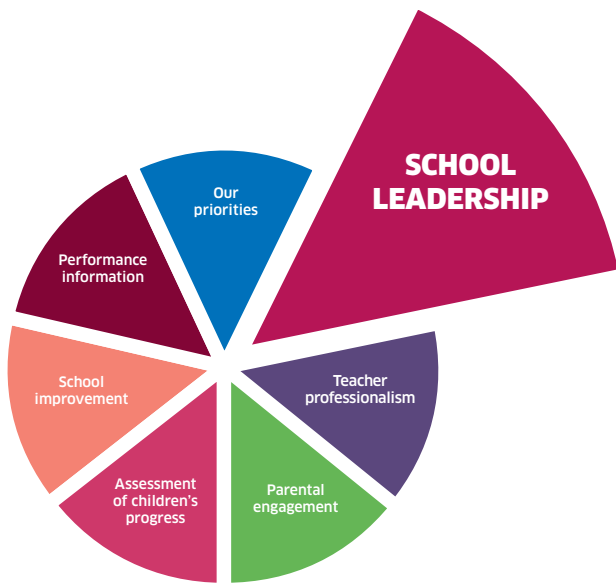 SCHOOL
LEADERSHIP
Our
priorities
Performance
information
School
improvement
Teacher
professionalism
Assessment
of children's
progress
Parental
engagement